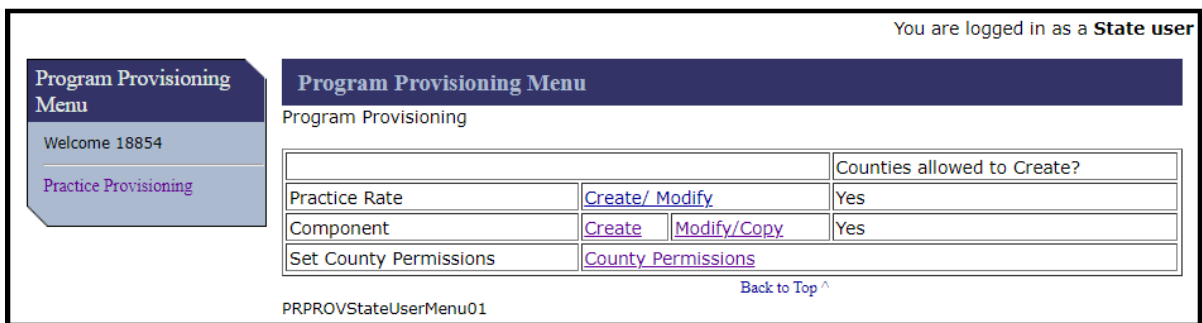 You are logged in as a State user
Program Provisioning
Menu
Welcome 18854
Practice Provisioning
Program Provisioning Menu
Program Provisioning
Counties allowed to Create?
Practice Rate Create/ Modify Yes
Component Create Modify/Copy Yes
Set County Permissions County Permissions
Back to Top ^
PRPROVStateUserMenu01